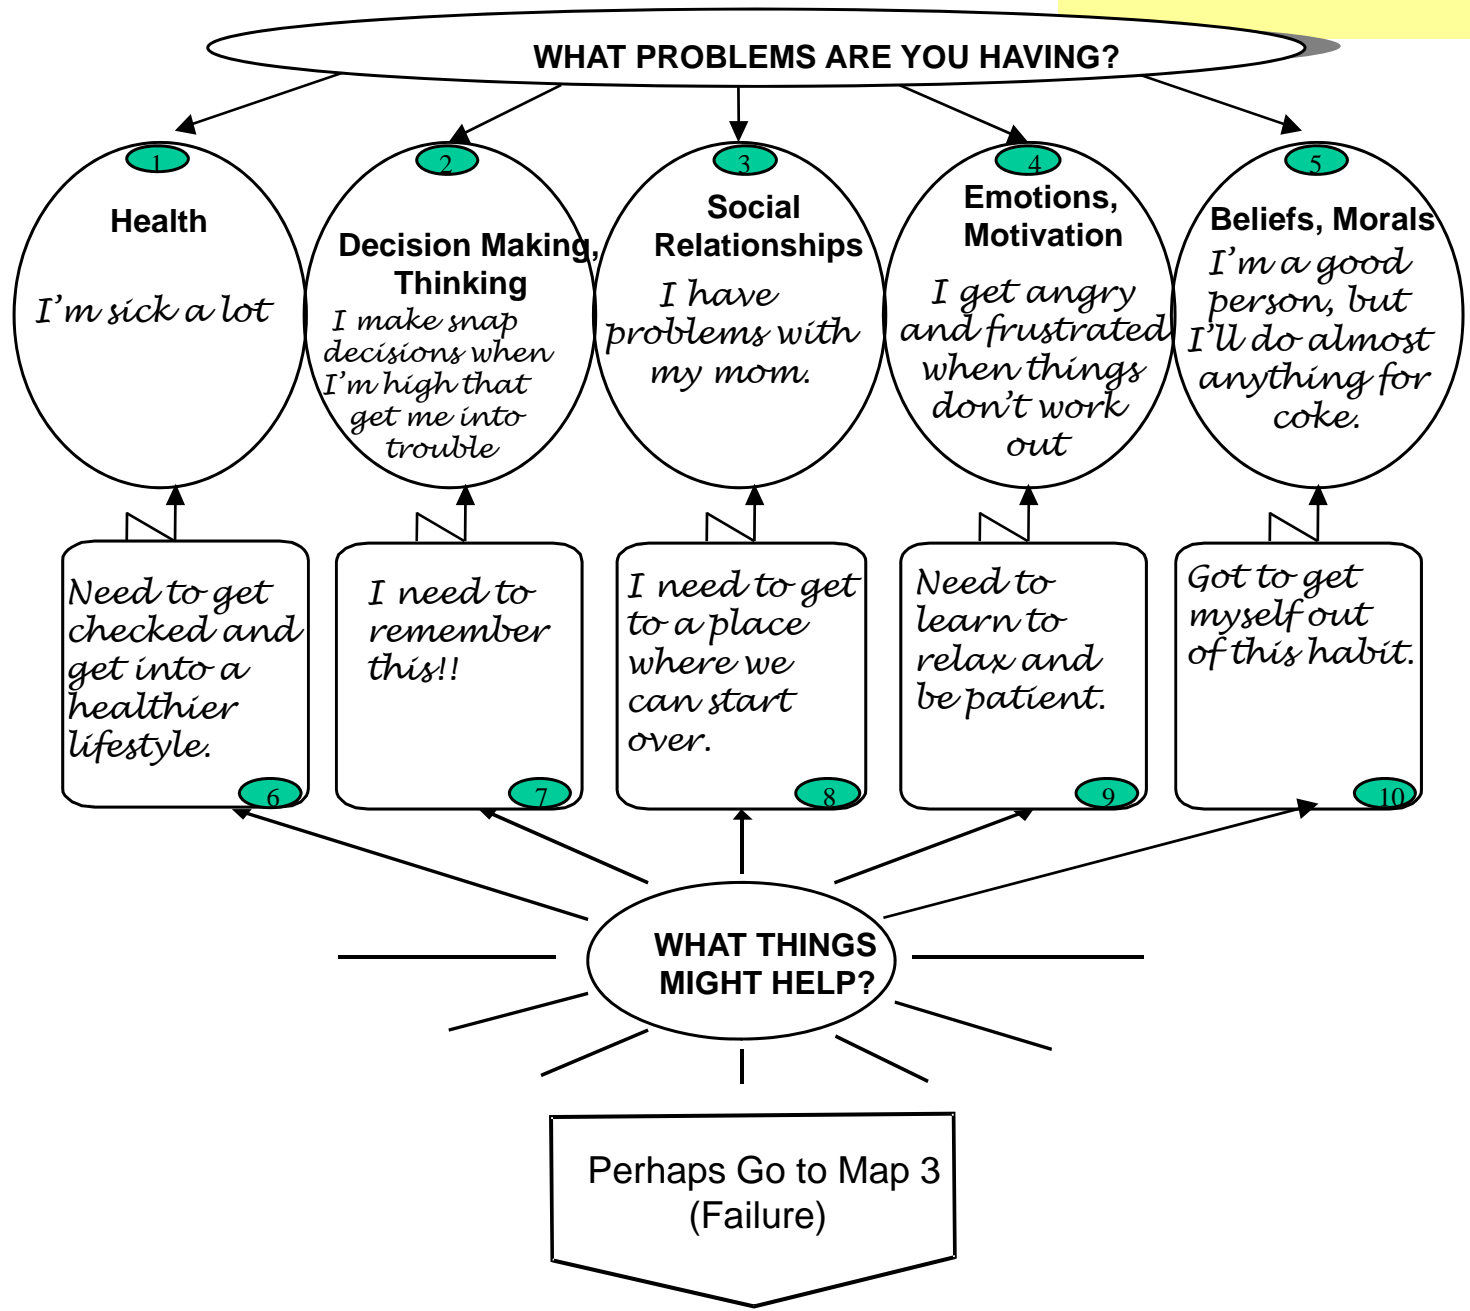 WHAT PROBLEMS ARE YOU HAVING?
1
Health
I'm sick a lot
2
Decision Making,
Thinking
I make snap
decisions when
I'm high that
get me into
trouble
3
Social
Relationships
I have
problems with
my mom.
4
Emotions,
Motivation
I get angry
and frustrated
when things
don't work
out
5
Beliefs, Morals
I'm a good
person, but
I'll do almost
anything for
coke.
Need to get
checked and
get into a
healthier
lifestyle.
6
I need to
remember
this!!
7
I need to get
to a place
where we
can start
over.
8
Need to
learn to
relax and
be patient.
9
Got to get
myself out
of this habit.
10
WHAT THINGS
MIGHT HELP?
Perhaps Go to Map 3
(Failure)